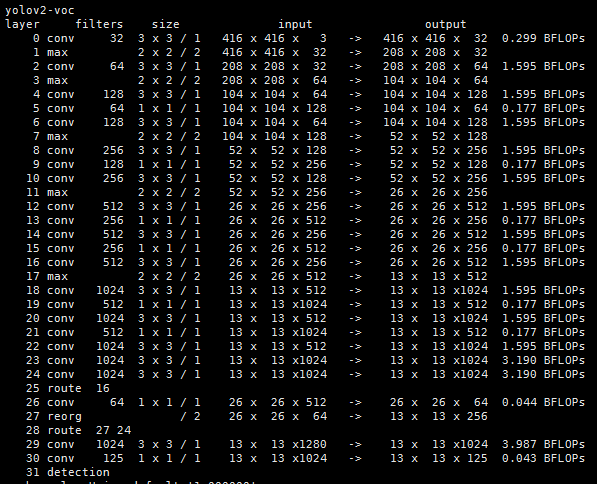 yolov2-voc
layer     filters    size              input                output
    0 conv     32  3 x 3 / 1   416 x 416 x   3   ->   416 x 416 x  32  0.299 BFLOPs
    1 max          2 x 2 / 2   416 x 416 x  32   ->   208 x 208 x  32
    2 conv     64  3 x 3 / 1   208 x 208 x  32   ->   208 x 208 x  64  1.595 BFLOPs
    3 max          2 x 2 / 2   208 x 208 x  64   ->   104 x 104 x  64
    4 conv    128  3 x 3 / 1   104 x 104 x  64   ->   104 x 104 x 128  1.595 BFLOPs
    5 conv     64  1 x 1 / 1   104 x 104 x 128   ->   104 x 104 x  64  0.177 BFLOPs
    6 conv    128  3 x 3 / 1   104 x 104 x  64   ->   104 x 104 x 128  1.595 BFLOPs
    7 max          2 x 2 / 2   104 x 104 x 128   ->    52 x  52 x 128
    8 conv    256  3 x 3 / 1    52 x  52 x 128   ->    52 x  52 x 256  1.595 BFLOPs
    9 conv    128  1 x 1 / 1    52 x  52 x 256   ->    52 x  52 x 128  0.177 BFLOPs
   10 conv    256  3 x 3 / 1    52 x  52 x 128   ->    52 x  52 x 256  1.595 BFLOPs
   11 max          2 x 2 / 2    52 x  52 x 256   ->    26 x  26 x 256
   12 conv    512  3 x 3 / 1    26 x  26 x 256   ->    26 x  26 x 512  1.595 BFLOPs
   13 conv    256  1 x 1 / 1    26 x  26 x 512   ->    26 x  26 x 256  0.177 BFLOPs
   14 conv    512  3 x 3 / 1    26 x  26 x 256   ->    26 x  26 x 512  1.595 BFLOPs
   15 conv    256  1 x 1 / 1    26 x  26 x 512   ->    26 x  26 x 256  0.177 BFLOPs
   16 conv    512  3 x 3 / 1    26 x  26 x 256   ->    26 x  26 x 512  1.595 BFLOPs
   17 max          2 x 2 / 2    26 x  26 x 512   ->    13 x  13 x 512
   18 conv   1024  3 x 3 / 1    13 x  13 x 512   ->    13 x  13 x1024  1.595 BFLOPs
   19 conv    512  1 x 1 / 1    13 x  13 x1024   ->    13 x  13 x 512  0.177 BFLOPs
   20 conv   1024  3 x 3 / 1    13 x  13 x 512   ->    13 x  13 x1024  1.595 BFLOPs
   21 conv    512  1 x 1 / 1    13 x  13 x1024   ->    13 x  13 x 512  0.177 BFLOPs
   22 conv   1024  3 x 3 / 1    13 x  13 x 512   ->    13 x  13 x1024  1.595 BFLOPs
   23 conv   1024  3 x 3 / 1    13 x  13 x1024   ->    13 x  13 x1024  3.190 BFLOPs
   24 conv   1024  3 x 3 / 1    13 x  13 x1024   ->    13 x  13 x1024  3.190 BFLOPs
   25 route  16
   26 conv     64  1 x 1 / 1    26 x  26 x 512   ->    26 x  26 x  64  0.044 BFLOPs
   27 reorg              / 2    26 x  26 x  64   ->    13 x  13 x 256
   28 route  27 24
   29 conv   1024  3 x 3 / 1    13 x  13 x1280   ->    13 x  13 x1024  3.987 BFLOPs
   30 conv    125  1 x 1 / 1    13 x  13 x1024   ->    13 x  13 x 125  0.043 BFLOPs
   31 detection